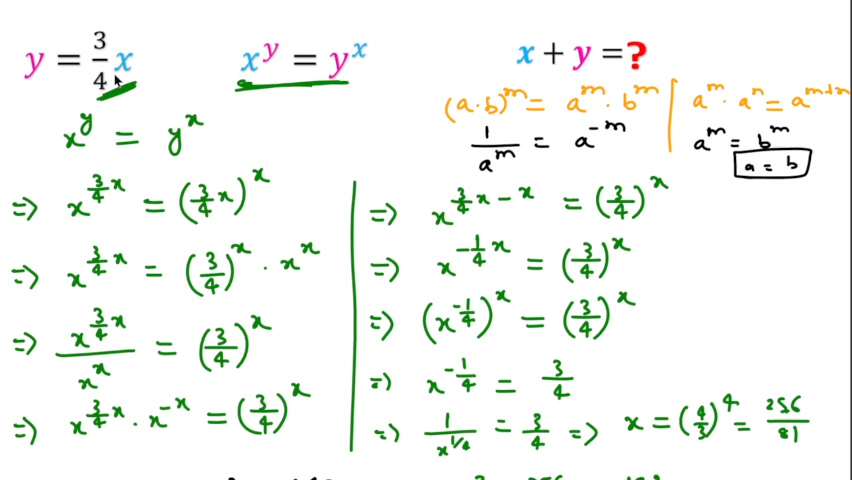 y = 3/4 x    x^y = y^x    x + y = ?
(a·b)^m = a^m · b^m | a^m · a^n = a^(m+n)
1/a^m = a^-m    a^m = b^m
a = b
x^y = y^x
=> x^(3/4 x) = (3/4 x)^x
=> x^(3/4 x) = (3/4)^x · x^x
=> x^(3/4 x) / x^x = (3/4)^x
=> x^(3/4 x) · x^-x = (3/4)^x
=> x^(3/4 x - x) = (3/4)^x
=> x^(-1/4 x) = (3/4)^x
=> (x^(-1/4))^x = (3/4)^x
=> x^(-1/4) = 3/4
=> 1/x^(1/4) = 3/4 => x = (4/3)^4 = 256/81